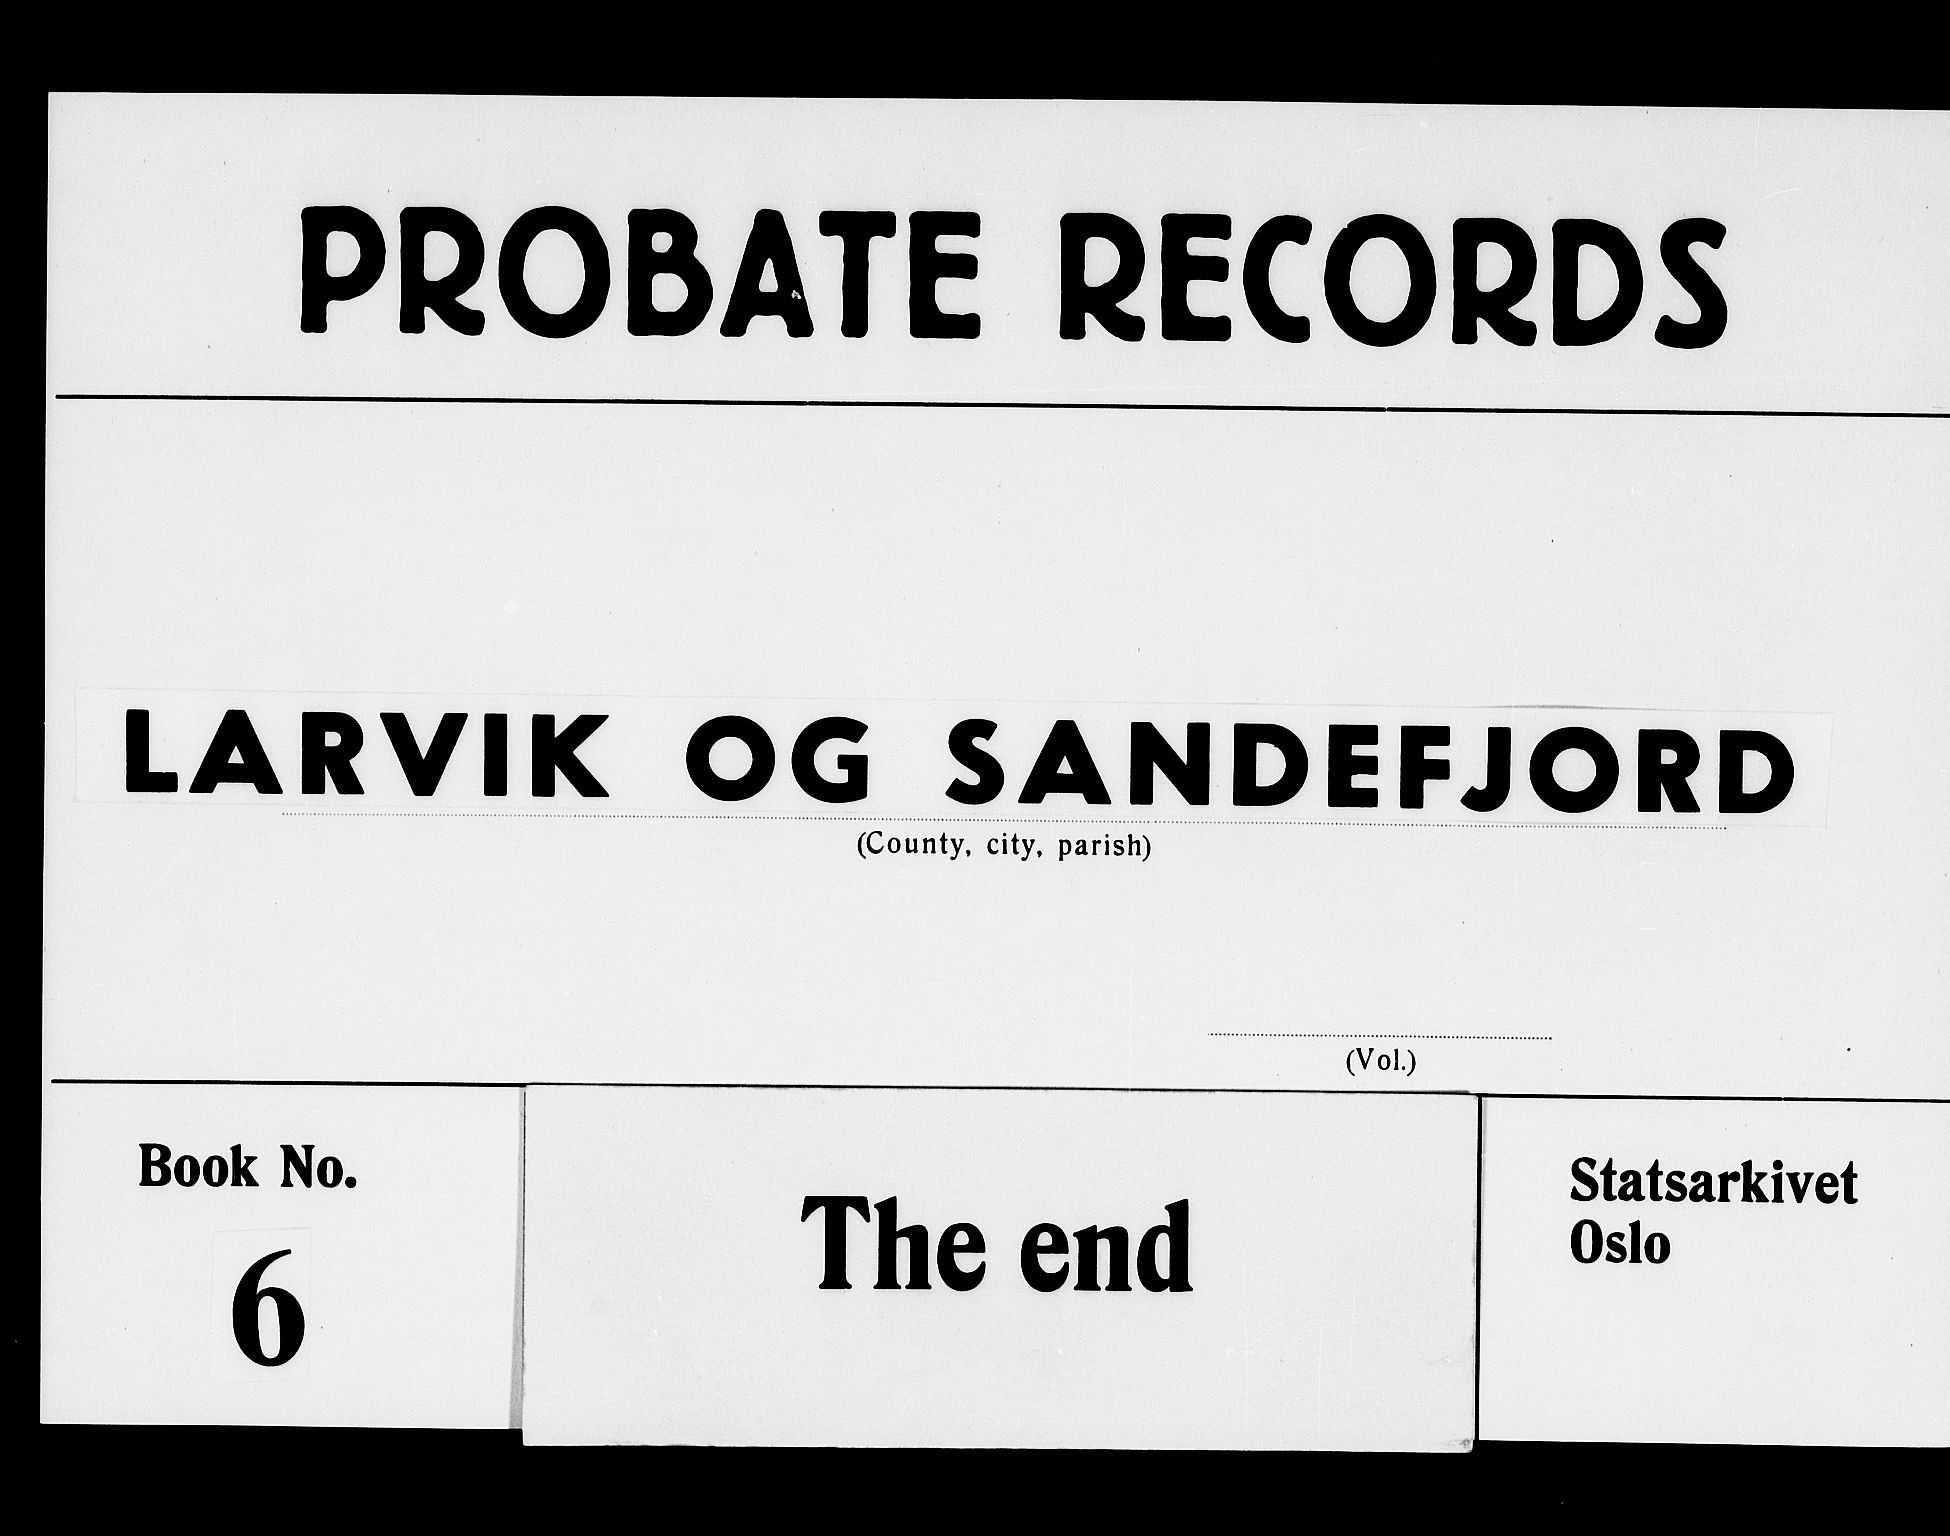 PROBATE RECORDS
LARVIK OG SANDEFJORD
(County, city, parish)
(Vol.)
Book No.
6
The end
Statsarkivet
Oslo